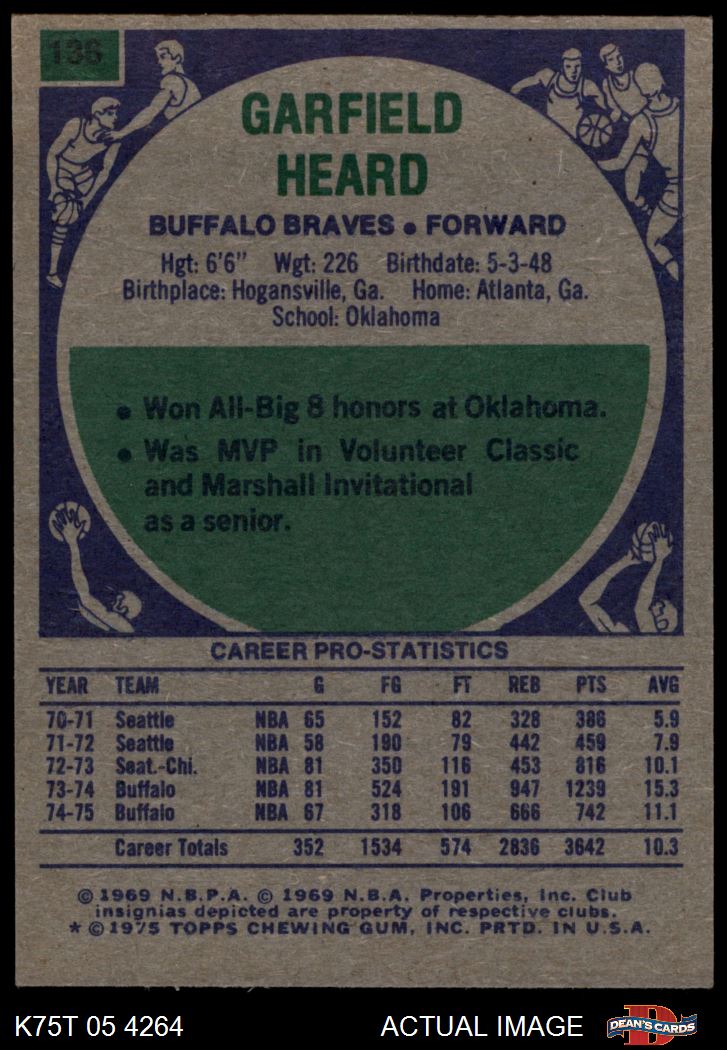 136
GARFIELD
HEARD
BUFFALO BRAVES • FORWARD
Hgt: 6'6" Wgt: 226 Birthdate: 5-3-48
Birthplace: Hogansville, Ga. Home: Atlanta, Ga.
School: Oklahoma
• Won All-Big 8 honors at Oklahoma.
• Was MVP in Volunteer Classic
and Marshall Invitational
as a senior.
CAREER PRO-STATISTICS
YEAR TEAM G FG FT REB PTS AVG
70-71 Seattle NBA 65 152 82 328 386 5.9
71-72 Seattle NBA 58 190 79 442 459 7.9
72-73 Seat.-Chi. NBA 81 350 116 453 816 10.1
73-74 Buffalo NBA 81 524 191 947 1239 15.3
74-75 Buffalo NBA 67 318 106 666 742 11.1
Career Totals 352 1534 574 2836 3642 10.3
© 1969 N.B.P.A. © 1969 N.B.A. Properties, Inc. Club
insignias depicted are property of respective clubs.
* © 1975 TOPPS CHEWING GUM, INC. PRTD. IN U.S.A.
K75T 05 4264 ACTUAL IMAGE DEAN'S CARDS